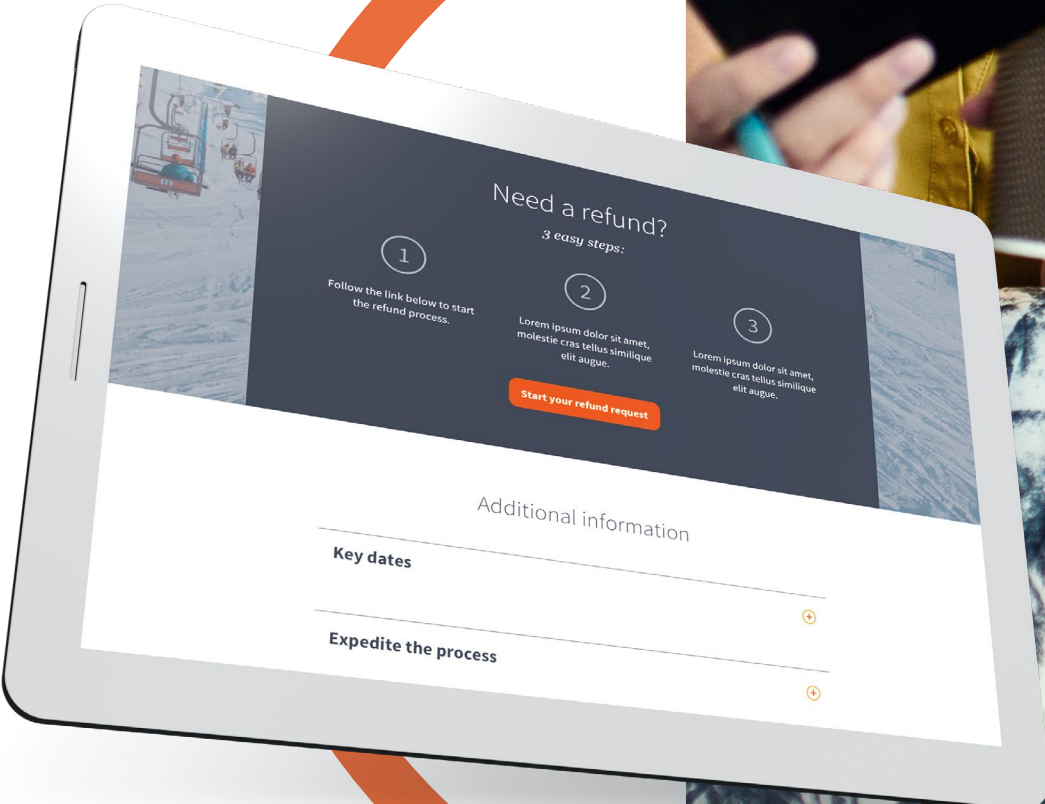 Need a refund?
3 easy steps:
1
Follow the link below to start
the refund process.
2
Lorem ipsum dolor sit amet,
molestie cras tellus similique
elit augue.
3
Lorem ipsum dolor sit amet,
molestie cras tellus similique
elit augue.
Start your refund request
Additional information
Key dates
Expedite the process